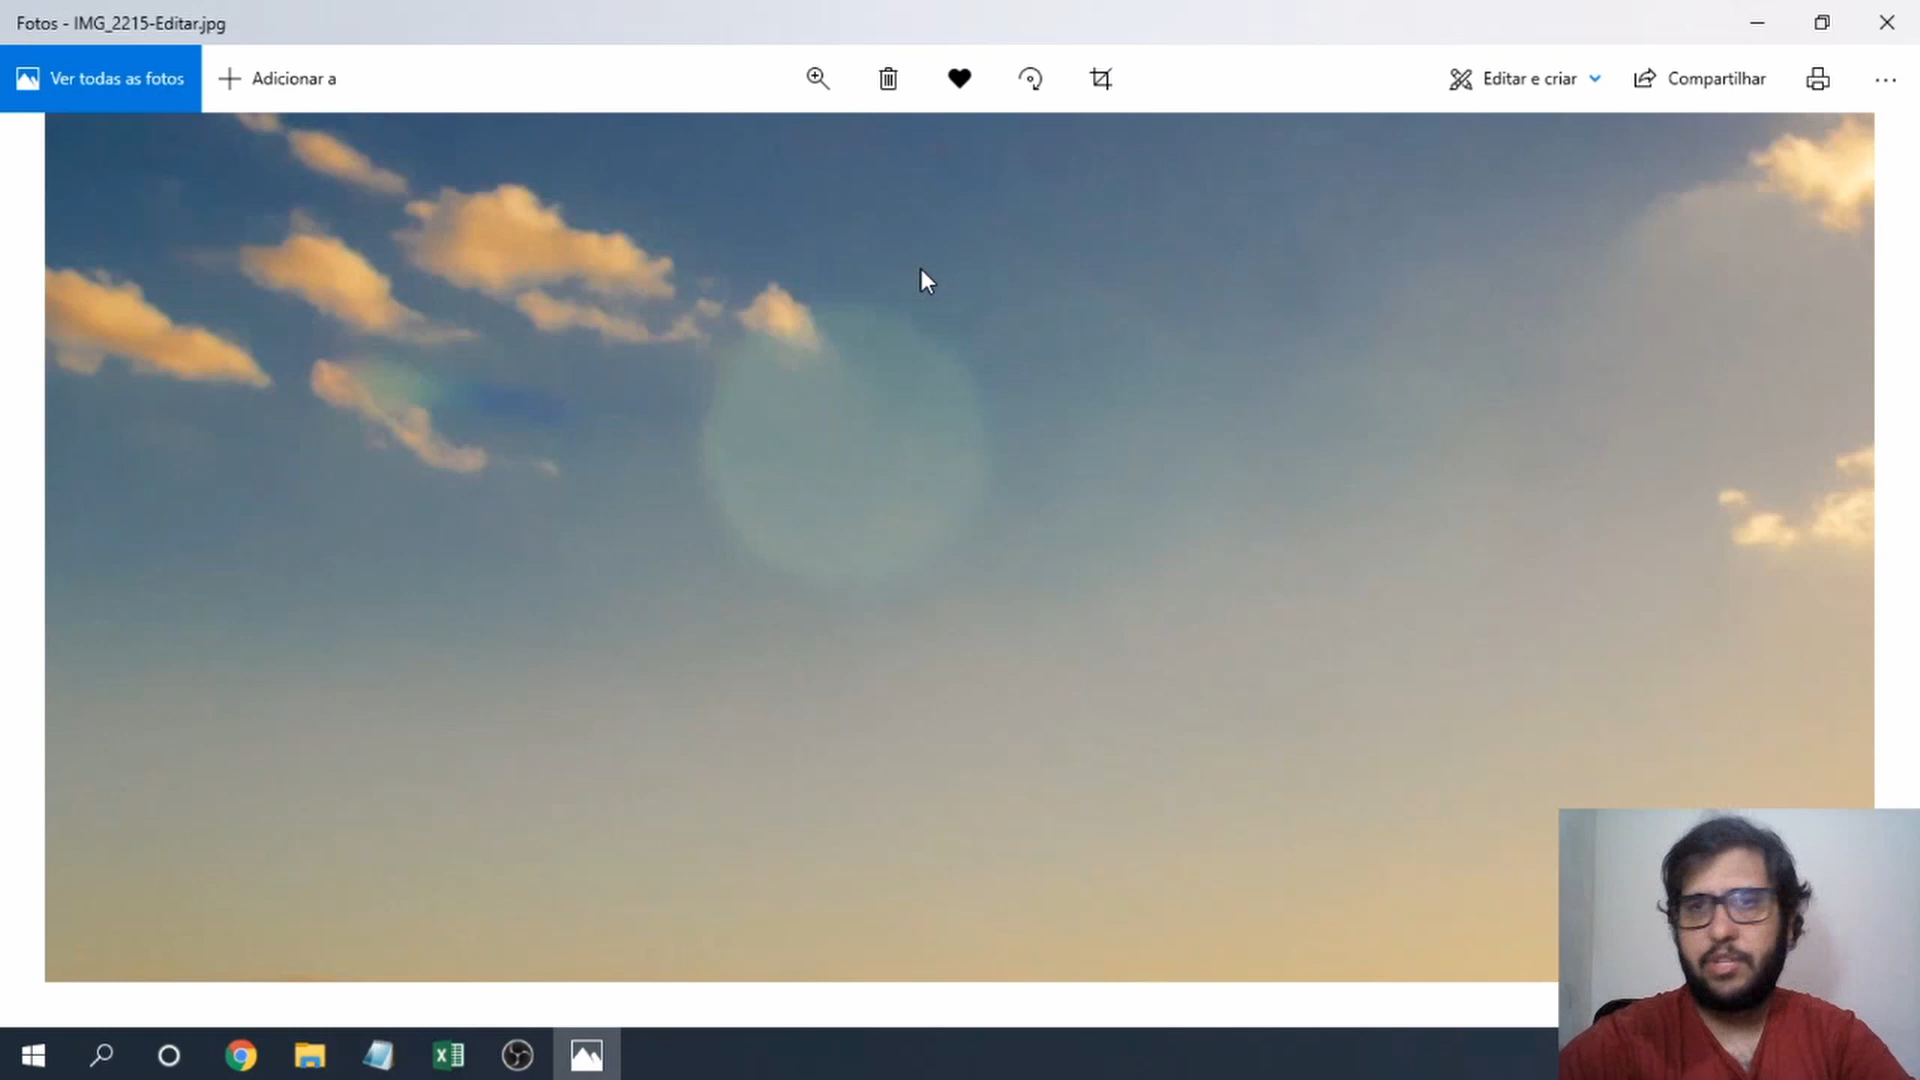 Fotos - IMG_2215-Editar.jpg
Ver todas as fotos
Adicionar a
Editar e criar
Compartilhar